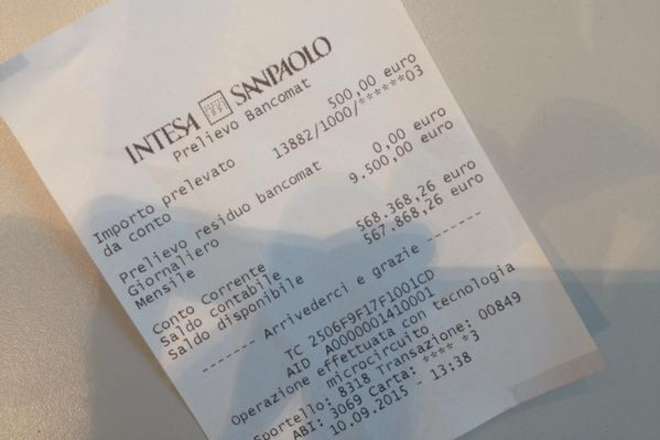 INTESA SANPAOLO
Prelievo Bancomat
Importo prelevato 500,00 euro
da conto 13882/1000/******03
Prelievo residuo bancomat
Giornaliero 0,00 euro
Mensile 9.500,00 euro
Conto Corrente
Saldo contabile 568.368,26 euro
Saldo disponibile 567.868,26 euro
------- Arrivederci e grazie -------
TC 2506F9F17F1001CD
AID A0000001410001
Operazione effettuata con tecnologia
microcircuito
Sportello: 8318 Transazione: 00849
ABI: 3069 Carta: **** *3
10.09.2015 - 13:38